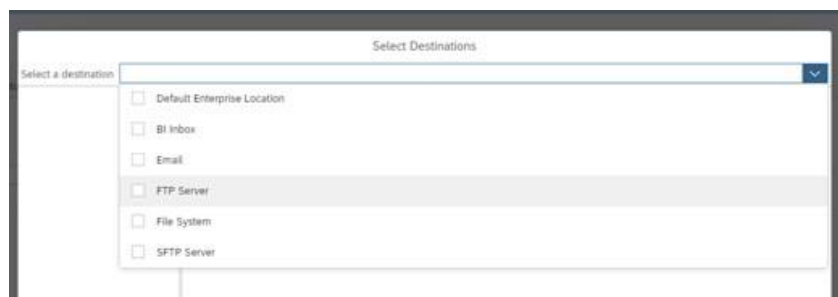 Select Destinations
Select a destination
Default Enterprise Location
BI Inbox
Email
FTP Server
File System
SFTP Server